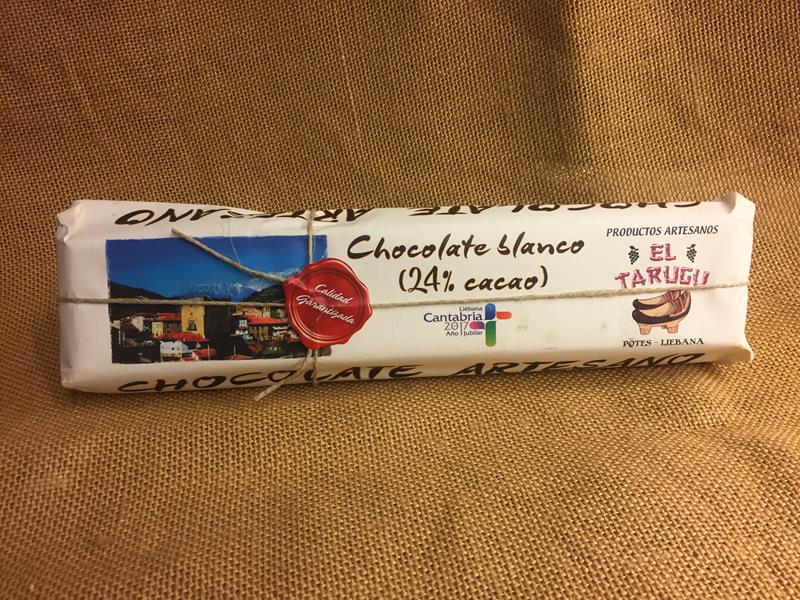 CHOCOLATE ARTESANO
Chocolate blanco
(24% cacao)
PRODUCTOS ARTESANOS
EL
TARUGU
POTES - LIEBANA
Calidad
Garantizada
Liébana
Cantabria
2017
Año Jubilar
CHOCOLATE ARTESANO